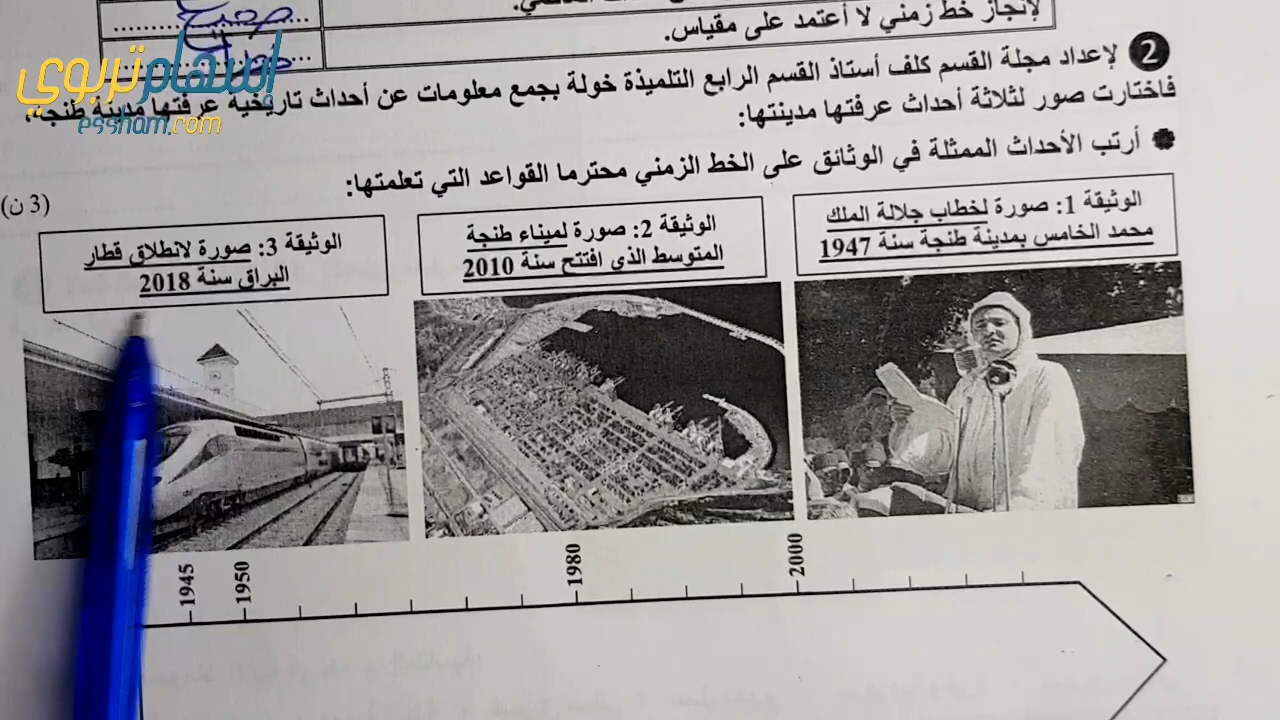 لإنجاز خط زمني لا أعتمد على مقياس.
صحيح
اسهام تربوي
essham.com
2 لإعداد مجلة القسم كلف أستاذ القسم الرابع التلميذة خولة بجمع معلومات عن أحداث تاريخية عرفتها مدينة طنجة،
فاختارت صور لثلاثة أحداث عرفتها مدينتها:
أرتب الأحداث الممثلة في الوثائق على الخط الزمني محترما القواعد التي تعلمتها:
(3 ن)
الوثيقة 1: صورة لخطاب جلالة الملك
محمد الخامس بمدينة طنجة سنة 1947
الوثيقة 2: صورة لميناء طنجة
المتوسط الذي افتتح سنة 2010
الوثيقة 3: صورة لانطلاق قطار
البراق سنة 2018
1945 1950 1980 2000